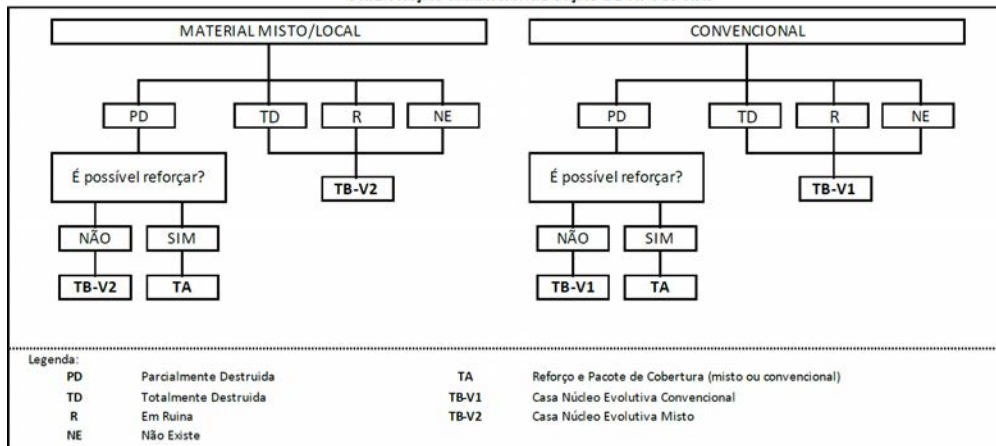 MATERIAL MISTO/LOCAL
CONVENCIONAL
PD
TD
R
NE
PD
TD
R
NE
É possível reforçar?
TB-V2
É possível reforçar?
TB-V1
NÃO
SIM
NÃO
SIM
TB-V2
TA
TB-V1
TA
Legenda:
PD Parcialmente Destruida TA Reforço e Pacote de Cobertura (misto ou convencional)
TD Totalmente Destruida TB-V1 Casa Núcleo Evolutiva Convencional
R Em Ruina TB-V2 Casa Núcleo Evolutiva Misto
NE Não Existe